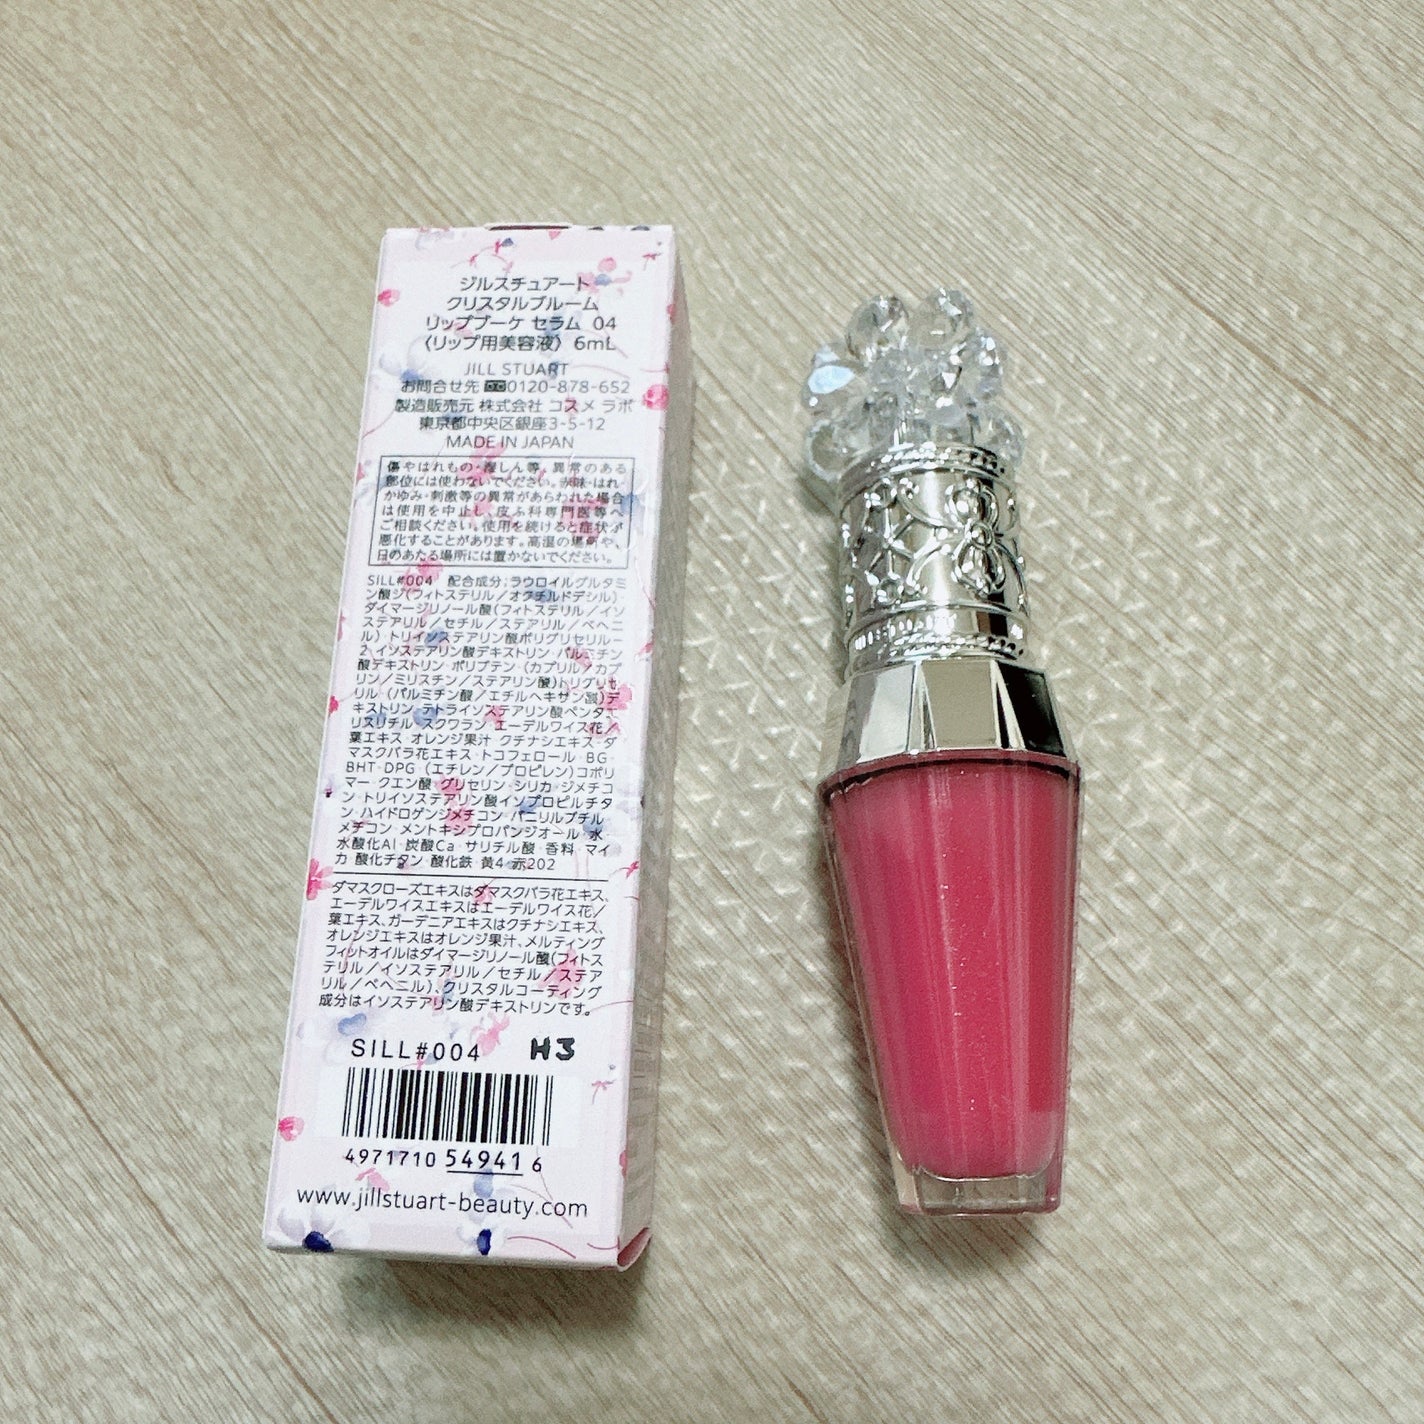 ジルスチュアート
クリスタルブルーム
リップブーケ セラム 04
〈リップ用美容液〉 6mL
JILL STUART
お問合せ先 0120-878-652
製造販売元 株式会社 コスメ ラボ
東京都中央区銀座3-5-12
MADE IN JAPAN
傷やはれもの・湿しん等、異常のある
部位には使わないでください。赤味・はれ・
かゆみ・刺激等の異常があらわれた場合
は使用を中止し、皮ふ科専門医等へ
ご相談ください。使用を続けると症状が
悪化することがあります。高温の場所や、
日のあたる場所には置かないでください。
SILL#004 配合成分:ラウロイルグルタミ
ン酸ジ(フィトステリル/オクチルドデシル)・
ダイマージリノール酸(フィトステリル/イソ
ステアリル/セチル/ステアリル/ベヘニ
ル)・トリイソステアリン酸ポリグリセリル-
2・イソステアリン酸デキストリン・パルミチン
酸デキストリン・ポリブテン・(カプリル/カプ
リン/ミリスチン/ステアリン酸)トリグリセ
リル・(パルミチン酸/エチルヘキサン酸)デ
キストリン・テトライソステアリン酸ペンタエ
リスリチル・スクワラン・エーデルワイス花/
葉エキス・オレンジ果汁・クチナシエキス・ダ
マスクバラ花エキス・トコフェロール・BG・
BHT・DPG・(エチレン/プロピレン)コポリ
マー・クエン酸・グリセリン・シリカ・ジメチコ
ン・トリイソステアリン酸イソプロピルチタ
ン・ハイドロゲンジメチコン・バニリルブチル・
メチコン・メントキシプロパンジオール・水・
水酸化Al・炭酸Ca・サリチル酸・香料・マイ
カ・酸化チタン・酸化鉄・黄4・赤202
ダマスクローズエキスはダマスクバラ花エキス、
エーデルワイスエキスはエーデルワイス花/
葉エキス、ガーデニアエキスはクチナシエキス、
オレンジエキスはオレンジ果汁、メルティング
フィットオイルはダイマージリノール酸(フィトス
テリル/イソステアリル/セチル/ステア
リル/ベヘニル)、クリスタルコーティング
成分はイソステアリン酸デキストリンです。
SILL#004 H3
4971710 54941 6
www.jillstuart-beauty.com